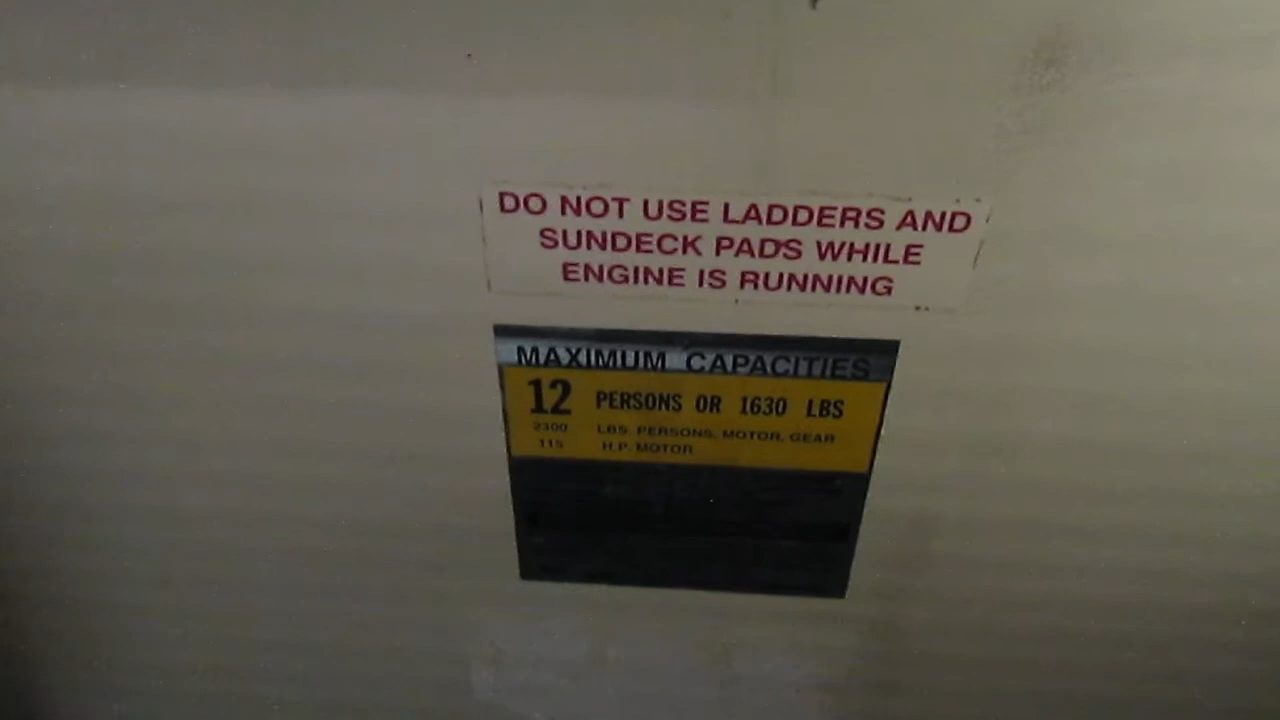 DO NOT USE LADDERS AND
SUNDECK PADS WHILE
ENGINE IS RUNNING
MAXIMUM CAPACITIES
12 PERSONS OR 1630 LBS
2300 LBS. PERSONS, MOTOR, GEAR
115 H.P. MOTOR